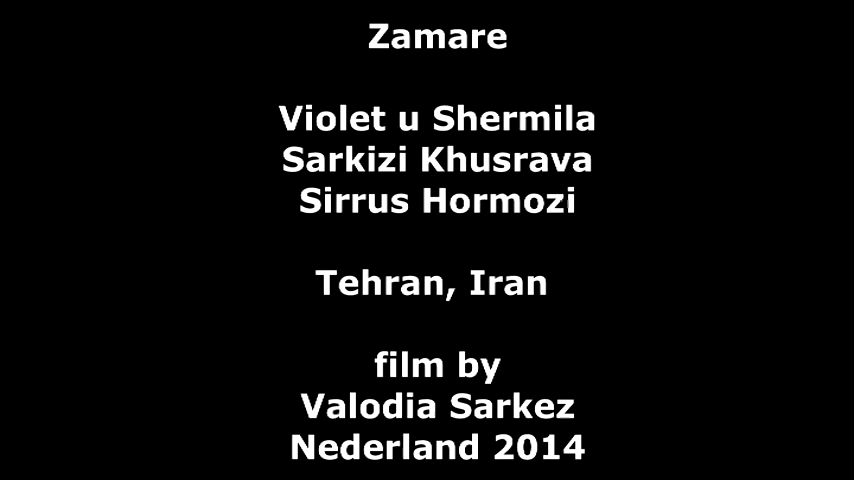 Zamare
Violet u Shermila
Sarkizi Khusrava
Sirrus Hormozi
Tehran, Iran
film by
Valodia Sarkez
Nederland 2014